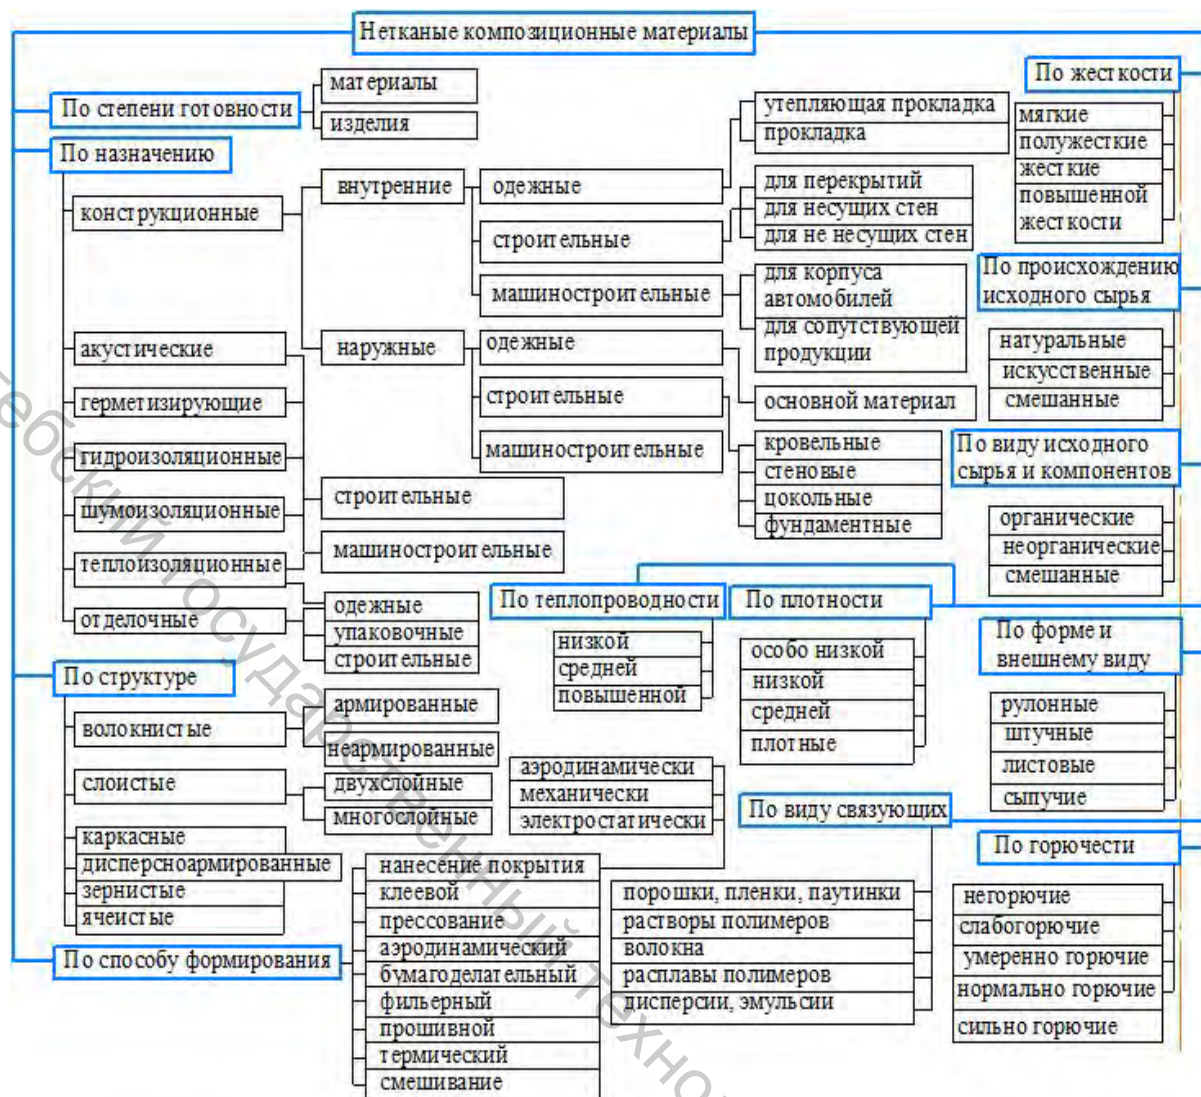 Нетканые композиционные материалы
По степени готовности
материалы
изделия
По назначению
конструкционные
внутренние
одежные
утепляющая прокладка
прокладка
строительные
для перекрытий
для несущих стен
для не несущих стен
машиностроительные
для корпуса
автомобилей
для сопутствующей
продукции
наружные
одежные
основной материал
строительные
машиностроительные
кровельные
стеновые
цокольные
фундаментные
акустические
герметизирующие
гидроизоляционные
шумоизоляционные
теплоизоляционные
отделочные
строительные
машиностроительные
одежные
упаковочные
строительные
По структуре
волокнистые
армированные
неармированные
слоистые
двухслойные
многослойные
каркасные
дисперсноармированные
зернистые
ячеистые
По способу формирования
нанесение покрытия
клеевой
прессование
аэродинамический
бумагоделательный
фильерный
прошивной
термический
смешивание
аэродинамически
механически
электростатически
По теплопроводности
низкой
средней
повышенной
По плотности
особо низкой
низкой
средней
плотные
По виду связующих
порошки, пленки, паутинки
растворы полимеров
волокна
расплавы полимеров
дисперсии, эмульсии
По жесткости
мягкие
полужесткие
жесткие
повышенной
жесткости
По происхождению
исходного сырья
натуральные
искусственные
смешанные
По виду исходного
сырья и компонентов
органические
неорганические
смешанные
По форме и
внешнему виду
рулонные
штучные
листовые
сыпучие
По горючести
негорючие
слабогорючие
умеренно горючие
нормально горючие
сильно горючие
тебский государственный техно